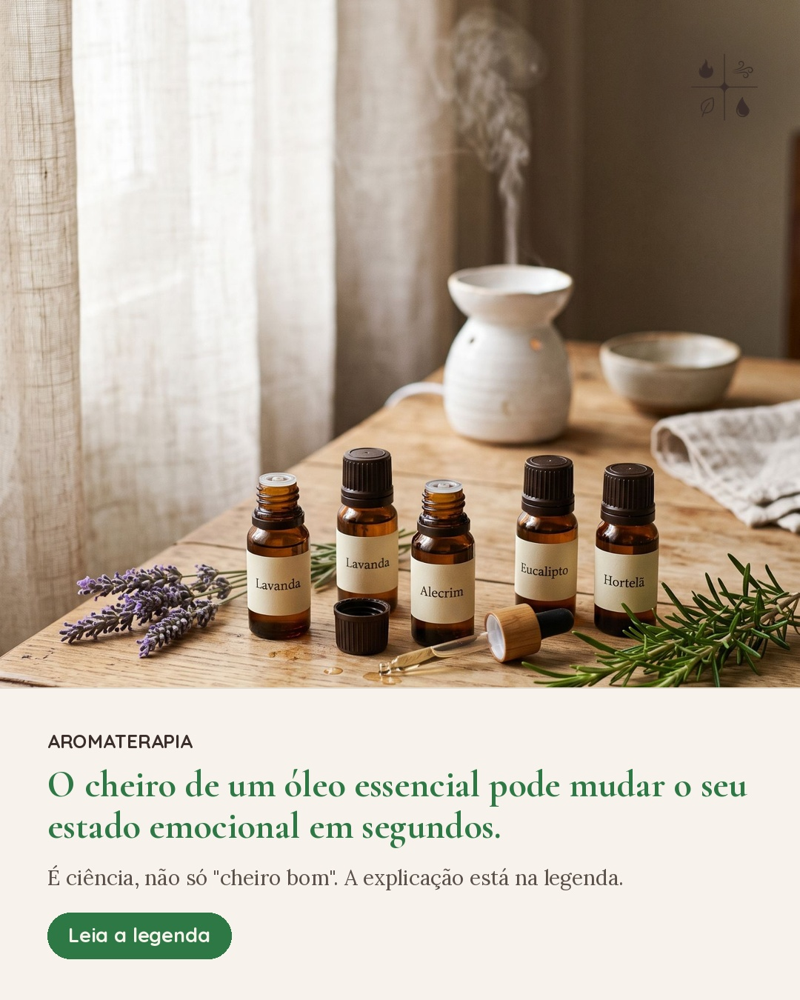 Lavanda
Lavanda
Alecrim
Eucalipto
Hortelã
AROMATERAPIA
O cheiro de um óleo essencial pode mudar o seu
estado emocional em segundos.
É ciência, não só "cheiro bom". A explicação está na legenda.
Leia a legenda